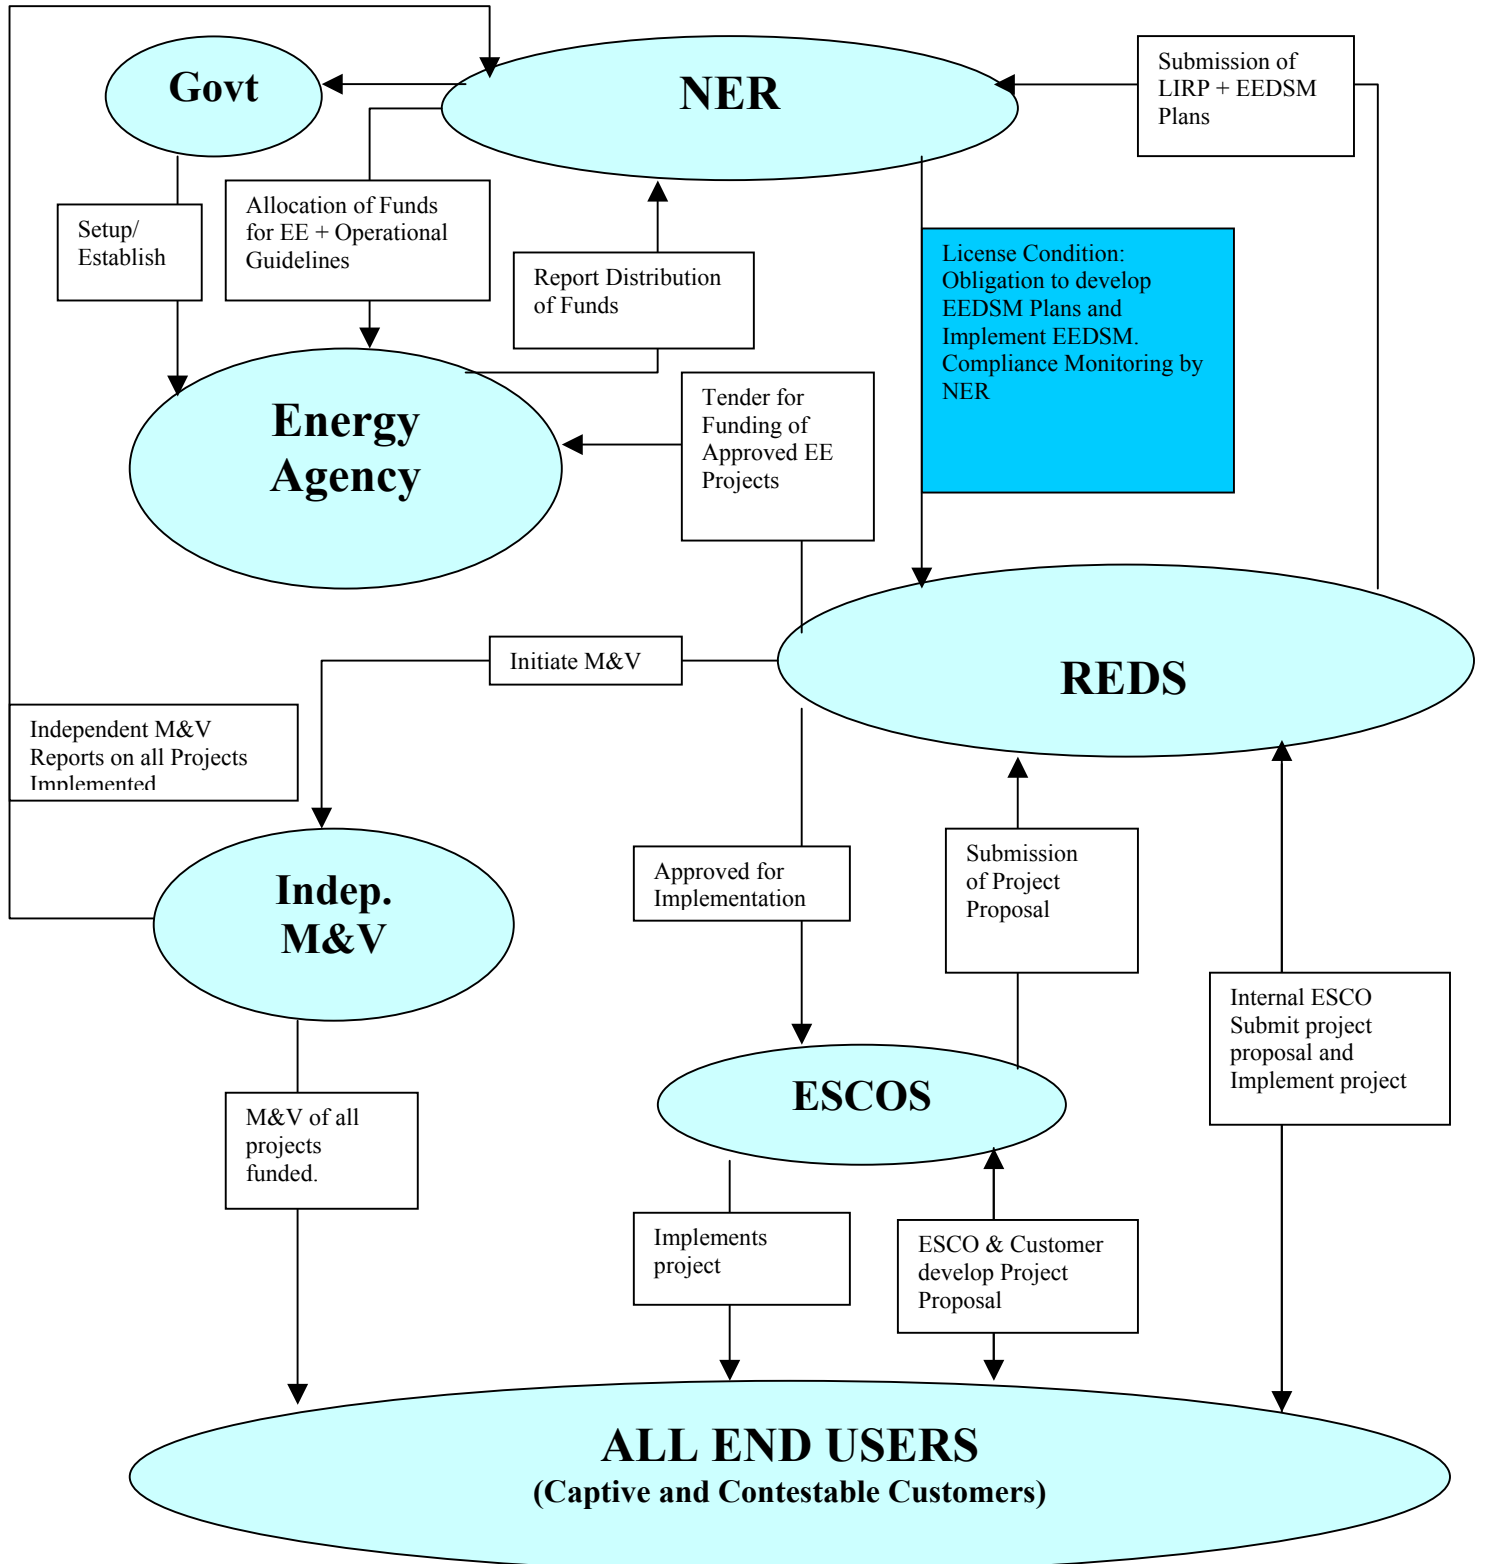 Govt
NER
Submission of
LIRP + EEDSM
Plans
Setup/
Establish
Allocation of Funds
for EE + Operational
Guidelines
Report Distribution
of Funds
License Condition:
Obligation to develop
EEDSM Plans and
Implement EEDSM.
Compliance Monitoring by
NER
Energy
Agency
Tender for
Funding of
Approved EE
Projects
Initiate M&V
REDS
Independent M&V
Reports on all Projects
Implemented
Indep.
M&V
Approved for
Implementation
Submission
of Project
Proposal
Internal ESCO
Submit project
proposal and
Implement project
ESCOS
M&V of all
projects
funded.
Implements
project
ESCO & Customer
develop Project
Proposal
ALL END USERS
(Captive and Contestable Customers)